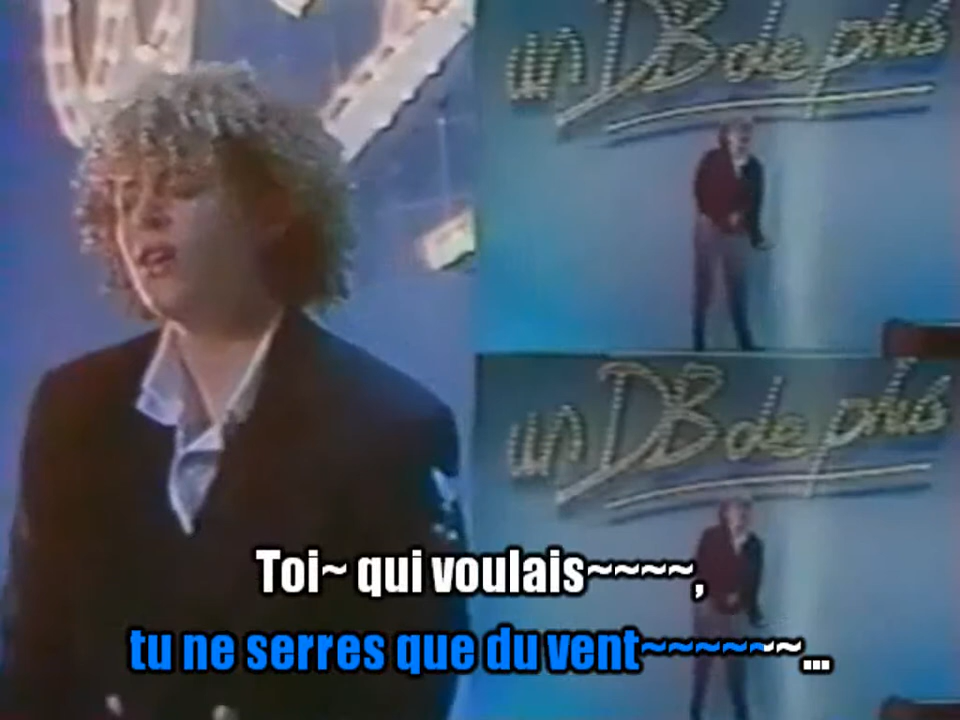 un DB de plus
un DB de plus
Toi~ qui voulais~~~~,
tu ne serres que du vent~~~~~~~...